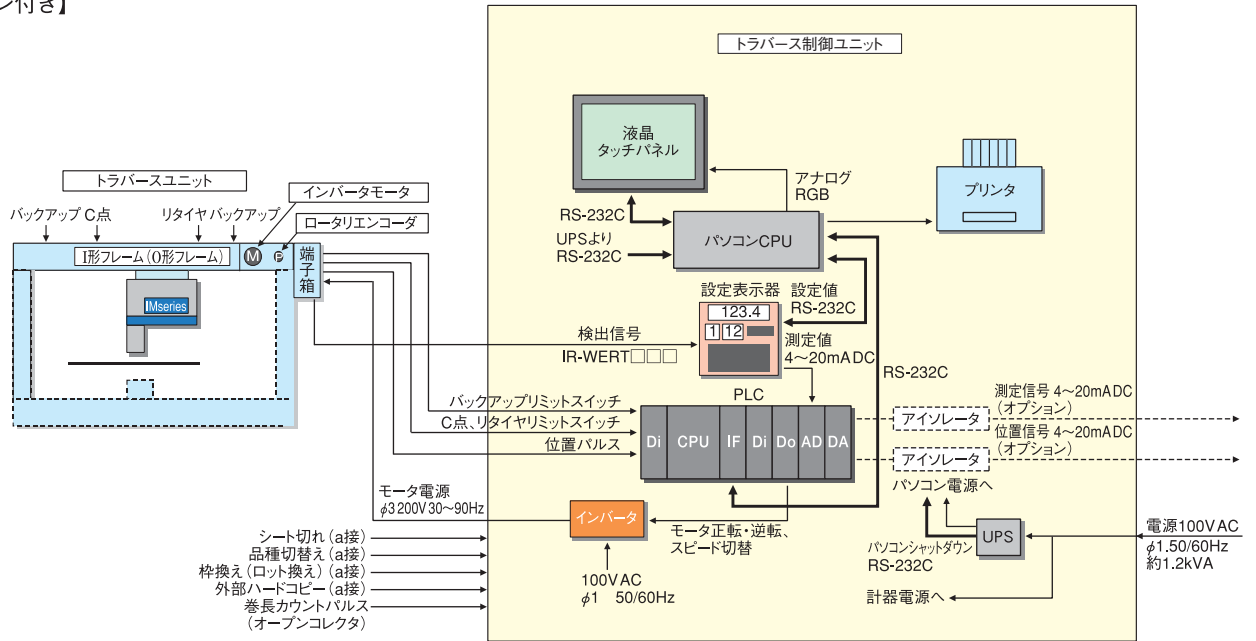 ン付き】
トラバース制御ユニット
液晶
タッチパネル
アナログ
RGB
プリンタ
RS-232C
UPSより
RS-232C
パソコンCPU
トラバースユニット
インバータモータ
バックアップ C点
リタイヤ バックアップ
ロータリエンコーダ
I形フレーム(O形フレーム)
M
P
端子箱
IMseries
設定表示器
設定値
RS-232C
123.4
1 12
検出信号
IR-WERT□□□
測定値
4〜20mA DC
RS-232C
PLC
バックアップリミットスイッチ
C点、リタイヤリミットスイッチ
位置パルス
Di CPU IF Di Do AD DA
測定信号 4〜20mA DC
(オプション)
アイソレータ
位置信号 4〜20mA DC
(オプション)
アイソレータ
モータ電源
φ3 200V 30〜90Hz
インバータ
モータ正転・逆転、
スピード切替
100V AC
φ1 50/60Hz
パソコン電源へ
UPS
パソコンシャットダウン
RS-232C
計器電源へ
電源100V AC
φ1.50/60Hz
約1.2kVA
シート切れ(a接)
品種切替え(a接)
枠換え(ロット換え)(a接)
外部ハードコピー(a接)
巻長カウントパルス
(オープンコレクタ)